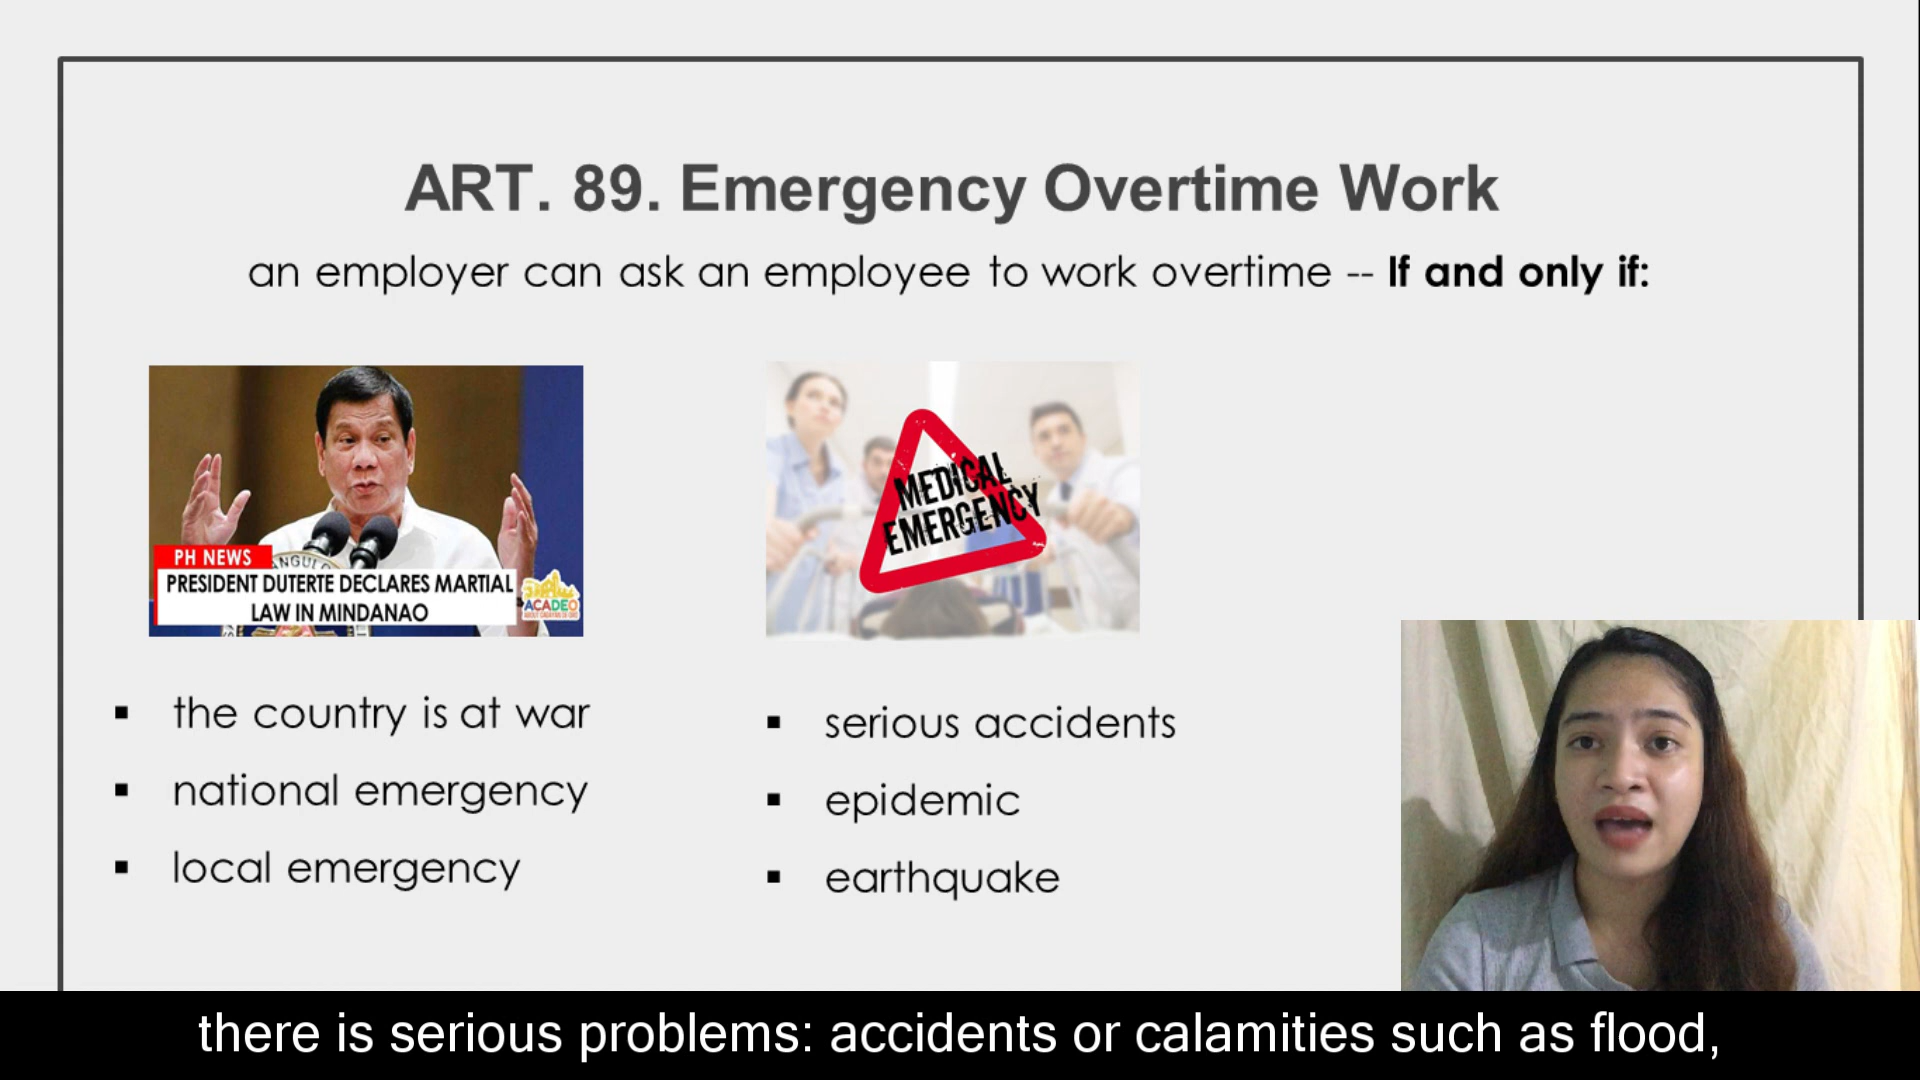 ART. 89. Emergency Overtime Work
an employer can ask an employee to work overtime -- If and only if:
PH NEWS
ANGULO
PRESIDENT DUTERTE DECLARES MARTIAL
LAW IN MINDANAO
ACADEO
MEDICAL
EMERGENCY
▪ the country is at war
▪ national emergency
▪ local emergency
▪ serious accidents
▪ epidemic
▪ earthquake
there is serious problems: accidents or calamities such as flood,